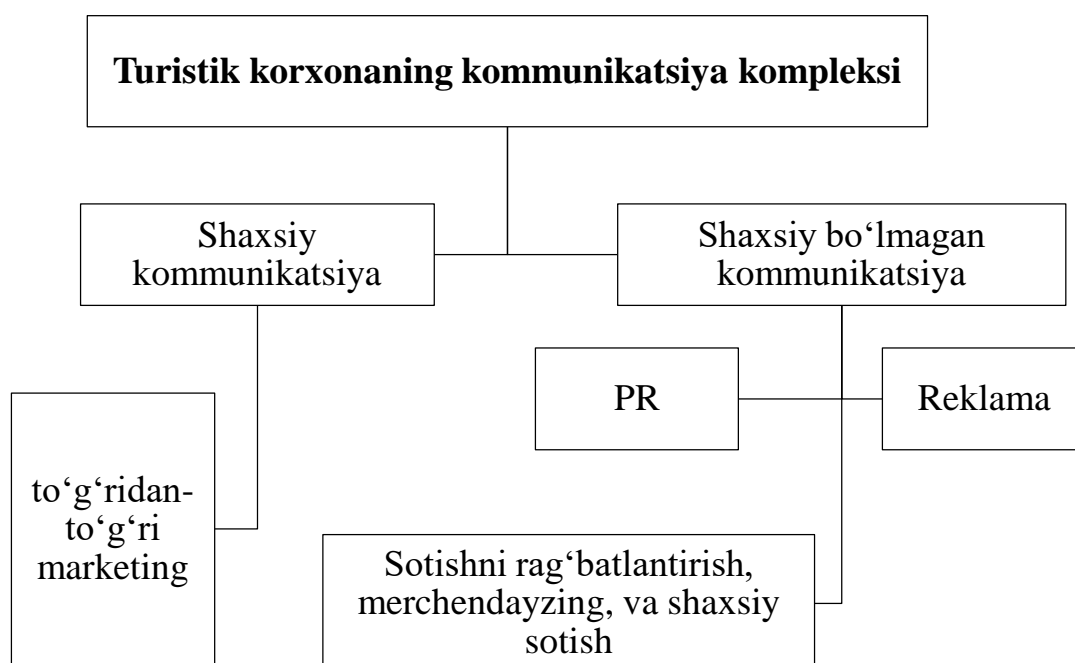 Turistik korxonaning kommunikatsiya kompleksi
Shaxsiy
kommunikatsiya
Shaxsiy bo‘lmagan
kommunikatsiya
PR
Reklama
to‘g‘ridan-
to‘g‘ri
marketing
Sotishni rag‘batlantirish,
merchendayzing, va shaxsiy
sotish